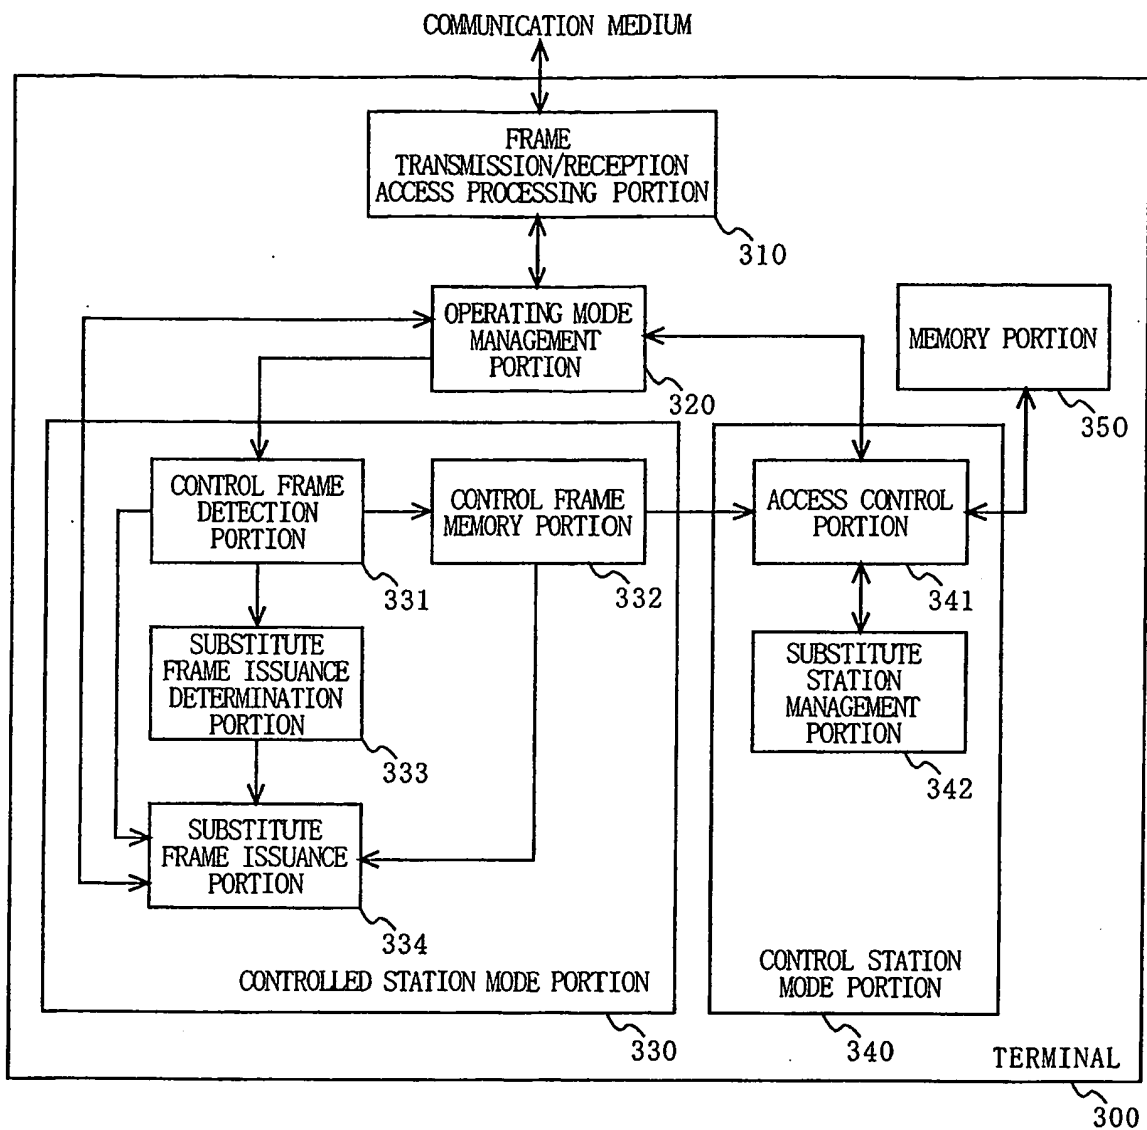 COMMUNICATION MEDIUM
FRAME
TRANSMISSION/RECEPTION
ACCESS PROCESSING PORTION
310
OPERATING MODE
MANAGEMENT
PORTION
320
MEMORY PORTION
350
CONTROL FRAME
DETECTION
PORTION
331
CONTROL FRAME
MEMORY PORTION
332
ACCESS CONTROL
PORTION
341
SUBSTITUTE
FRAME ISSUANCE
DETERMINATION
PORTION
333
SUBSTITUTE
STATION
MANAGEMENT
PORTION
342
SUBSTITUTE
FRAME ISSUANCE
PORTION
334
CONTROLLED STATION MODE PORTION
330
CONTROL STATION
MODE PORTION
340
TERMINAL
300